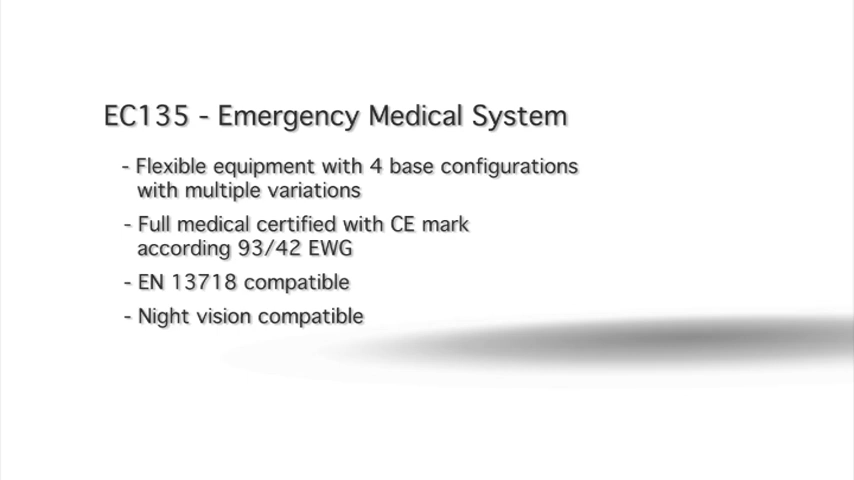 EC135 - Emergency Medical System
- Flexible equipment with 4 base configurations
with multiple variations
- Full medical certified with CE mark
according 93/42 EWG
- EN 13718 compatible
- Night vision compatible